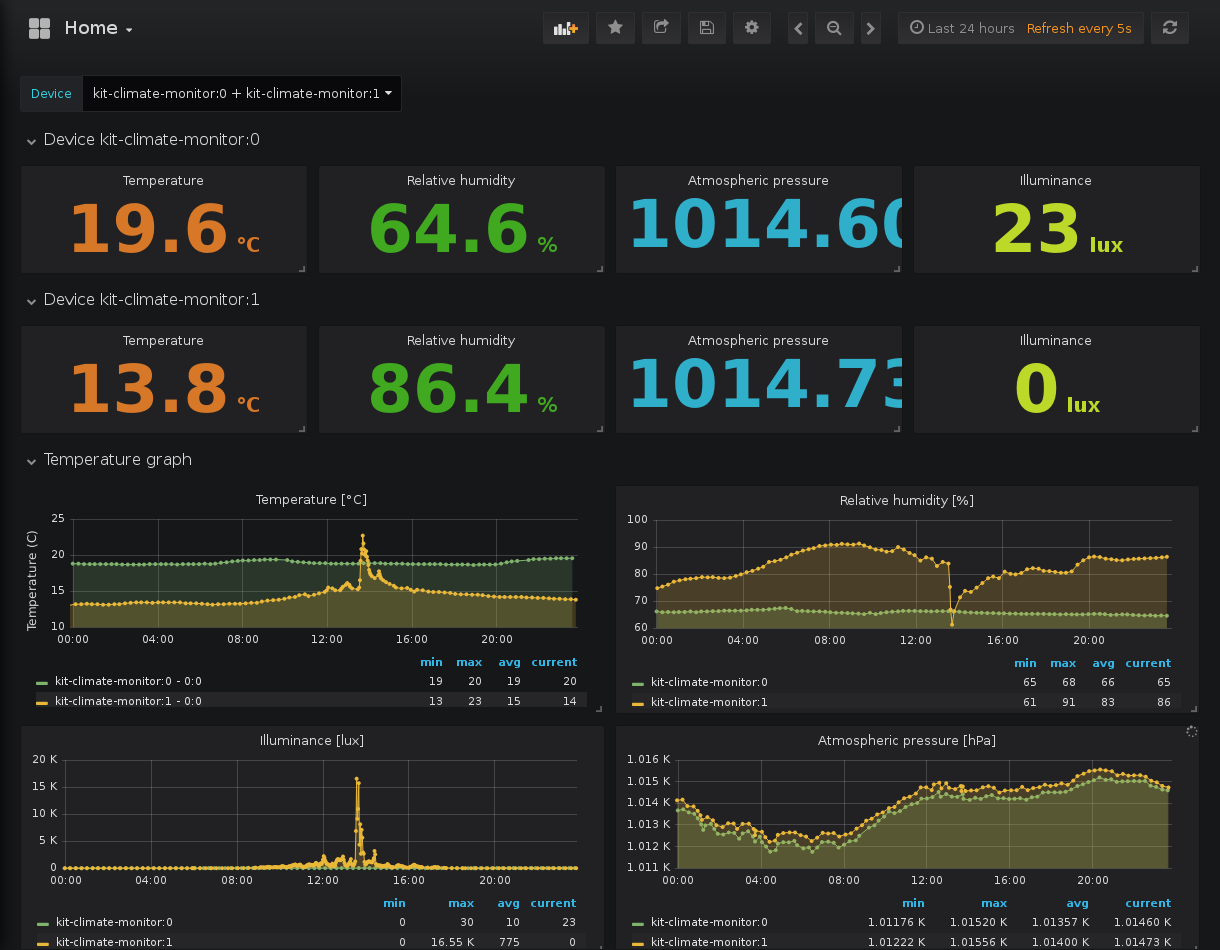 Home
Last 24 hours Refresh every 5s
Device kit-climate-monitor:0 + kit-climate-monitor:1
Device kit-climate-monitor:0
Temperature Relative humidity Atmospheric pressure Illuminance
19.6 °C 64.6 % 1014.60 23 lux
Device kit-climate-monitor:1
Temperature Relative humidity Atmospheric pressure Illuminance
13.8 °C 86.4 % 1014.73 0 lux
Temperature graph
Temperature [°C]
Temperature (C)
25
20
15
10
00:00 04:00 08:00 12:00 16:00 20:00
min max avg current
kit-climate-monitor:0 - 0:0 19 20 19 20
kit-climate-monitor:1 - 0:0 13 23 15 14
Relative humidity [%]
100
90
80
70
60
00:00 04:00 08:00 12:00 16:00 20:00
min max avg current
kit-climate-monitor:0 65 68 66 65
kit-climate-monitor:1 61 91 83 86
Illuminance [lux]
20 K
15 K
10 K
5 K
0
00:00 04:00 08:00 12:00 16:00 20:00
min max avg current
kit-climate-monitor:0 0 30 10 23
kit-climate-monitor:1 0 16.55 K 775 0
Atmospheric pressure [hPa]
1.016 K
1.015 K
1.014 K
1.013 K
1.012 K
1.011 K
00:00 04:00 08:00 12:00 16:00 20:00
min max avg current
kit-climate-monitor:0 1.01176 K 1.01520 K 1.01357 K 1.01460 K
kit-climate-monitor:1 1.01222 K 1.01556 K 1.01400 K 1.01473 K